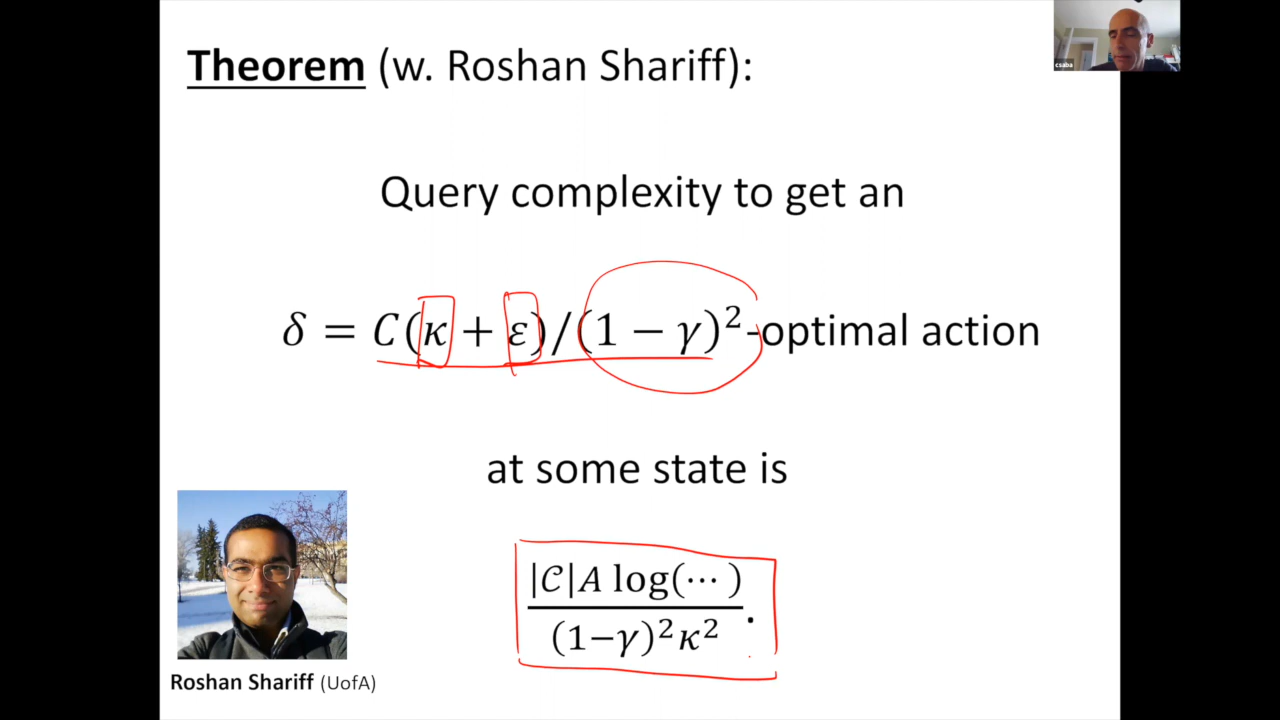 Theorem (w. Roshan Shariff):
csaba
Query complexity to get an
δ = C(κ + ε)/(1 − γ)²-optimal action
at some state is
|𝒞|A log(⋯)
(1−γ)²κ²
.
Roshan Shariff (UofA)